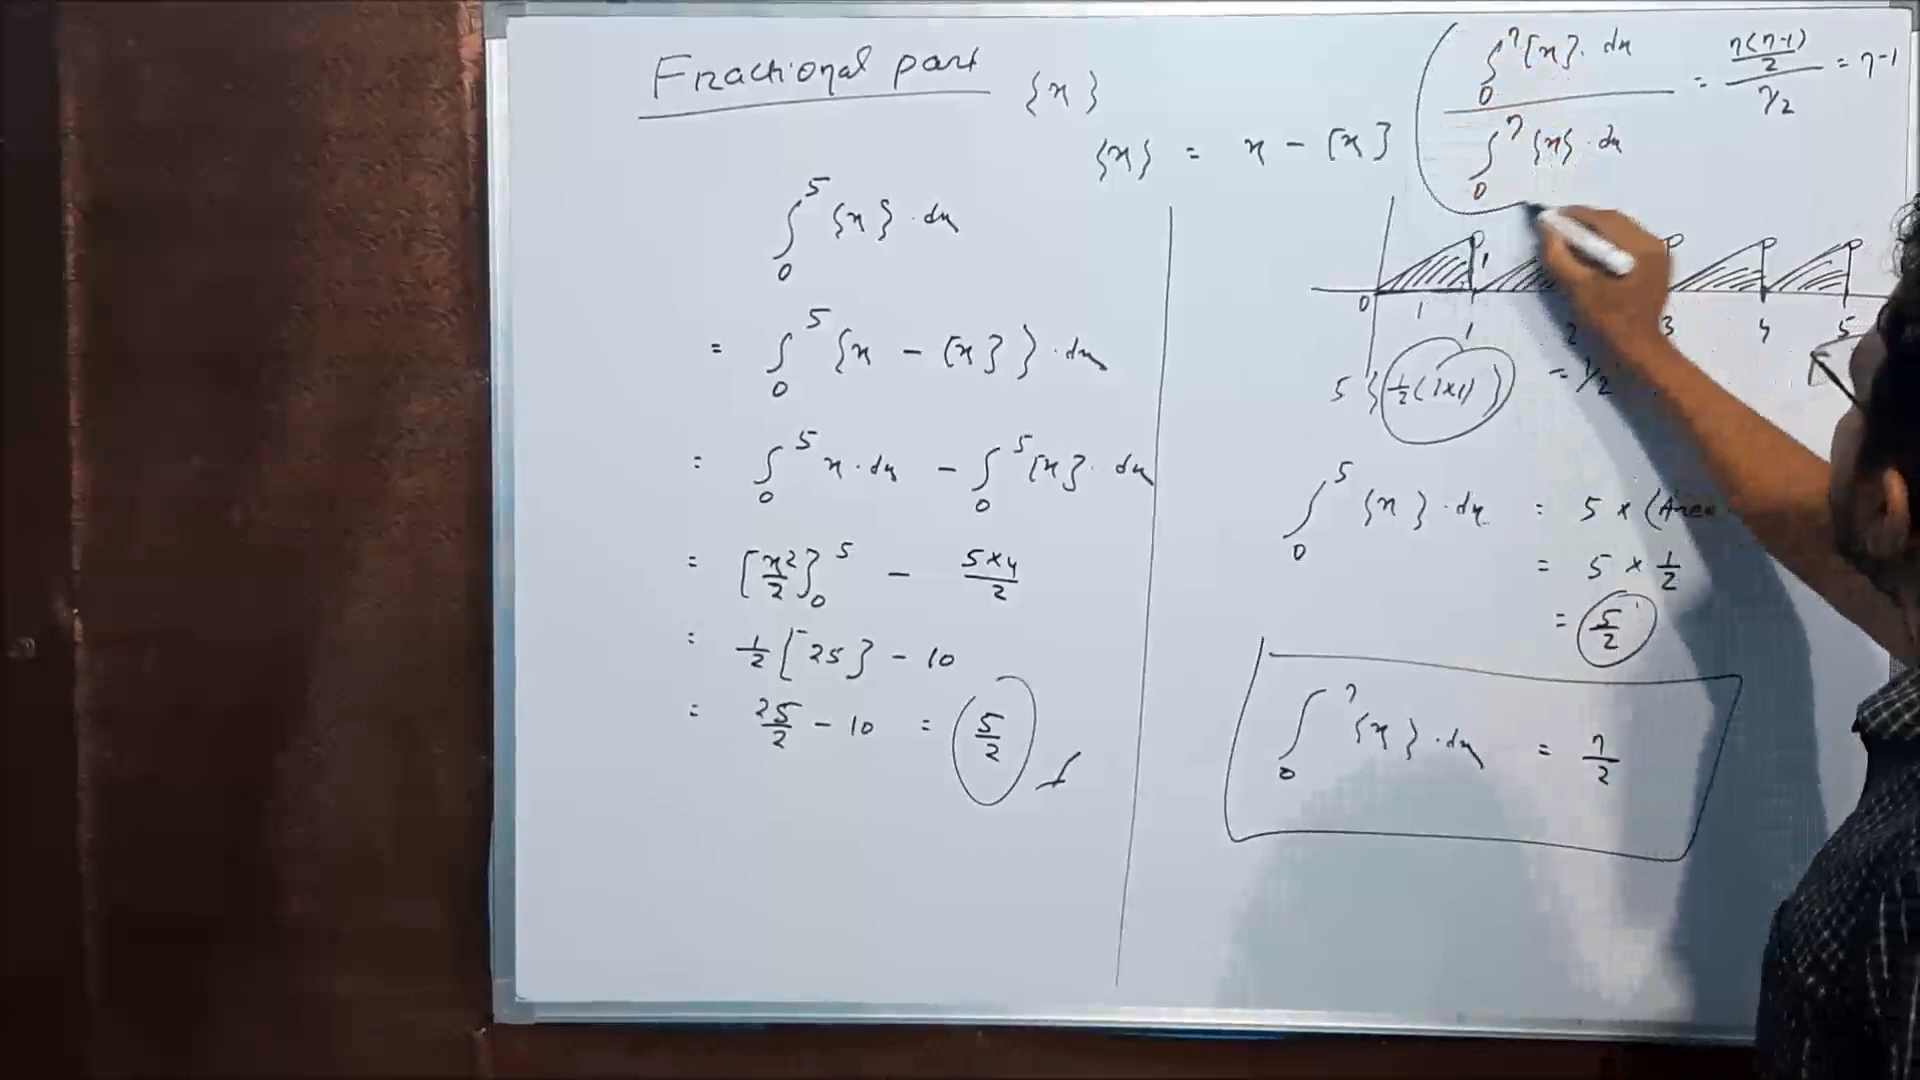 Fractional part {x}
{x} = x - [x]
∫₀⁵ {x} · dx
= ∫₀⁵ {x - [x]} · dx
= ∫₀⁵ x · dx - ∫₀⁵ [x] · dx
= [x²/2]₀⁵ - (5×4)/2
= 1/2 [25] - 10
= 25/2 - 10 = 5/2
(∫₀ⁿ [x] · dx)/(∫₀ⁿ {x} · dx) = (n(n-1)/2)/(n/2) = n-1
1
0 1 1 2 3 4 5
5 {1/2 (1×1)} = 1/2
∫₀⁵ {x} · dx = 5 × (Area
= 5 × 1/2
= 5/2
∫₀ⁿ {x} · dx = n/2